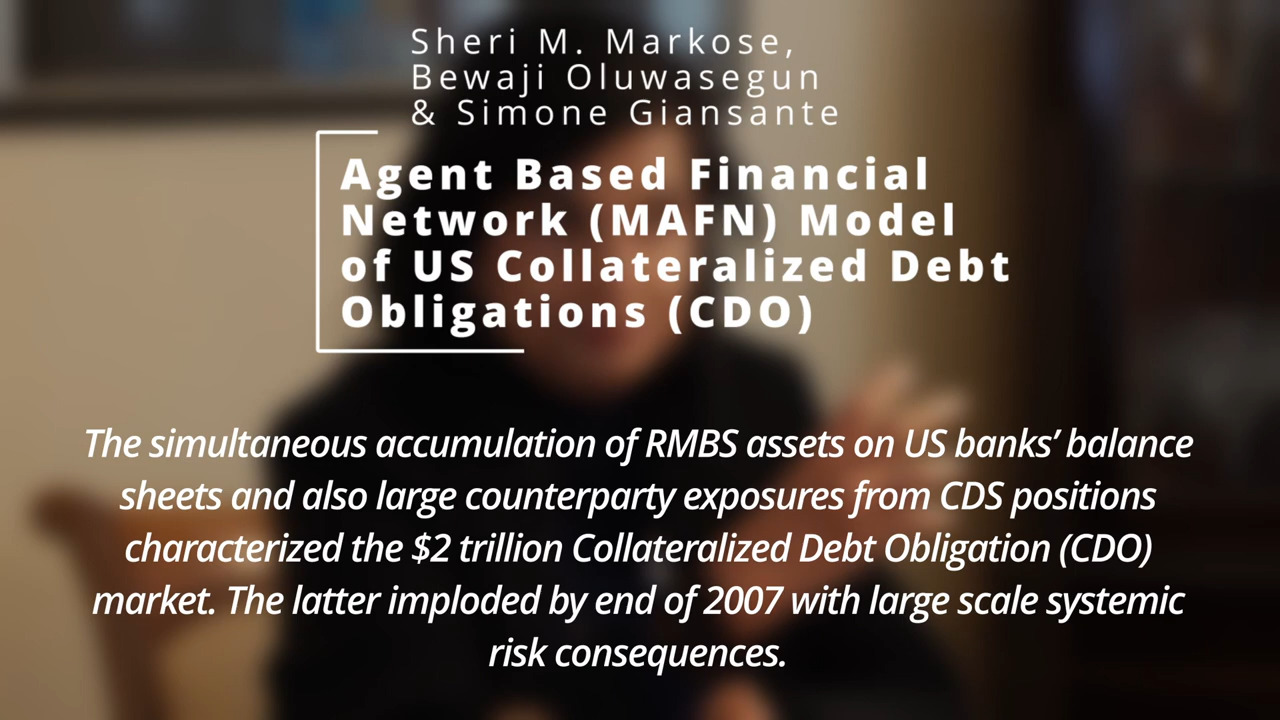 Sheri M. Markose,
Bewaji Oluwasegun
& Simone Giansante
Agent Based Financial
Network (MAFN) Model
of US Collateralized Debt
Obligations (CDO)
The simultaneous accumulation of RMBS assets on US banks’ balance
sheets and also large counterparty exposures from CDS positions
characterized the $2 trillion Collateralized Debt Obligation (CDO)
market. The latter imploded by end of 2007 with large scale systemic
risk consequences.